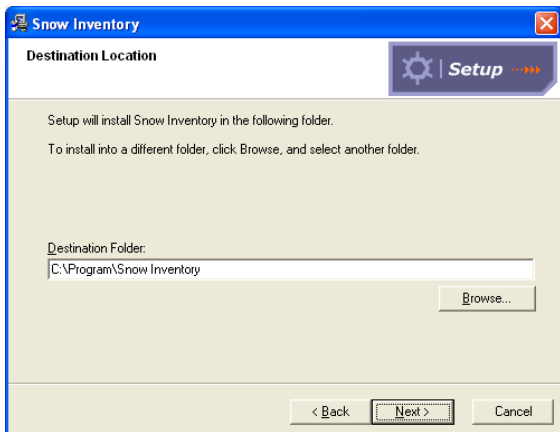 Snow Inventory
Destination Location
Setup
Setup will install Snow Inventory in the following folder.
To install into a different folder, click Browse, and select another folder.
Destination Folder:
C:\Program\Snow Inventory
Browse...
< Back
Next >
Cancel